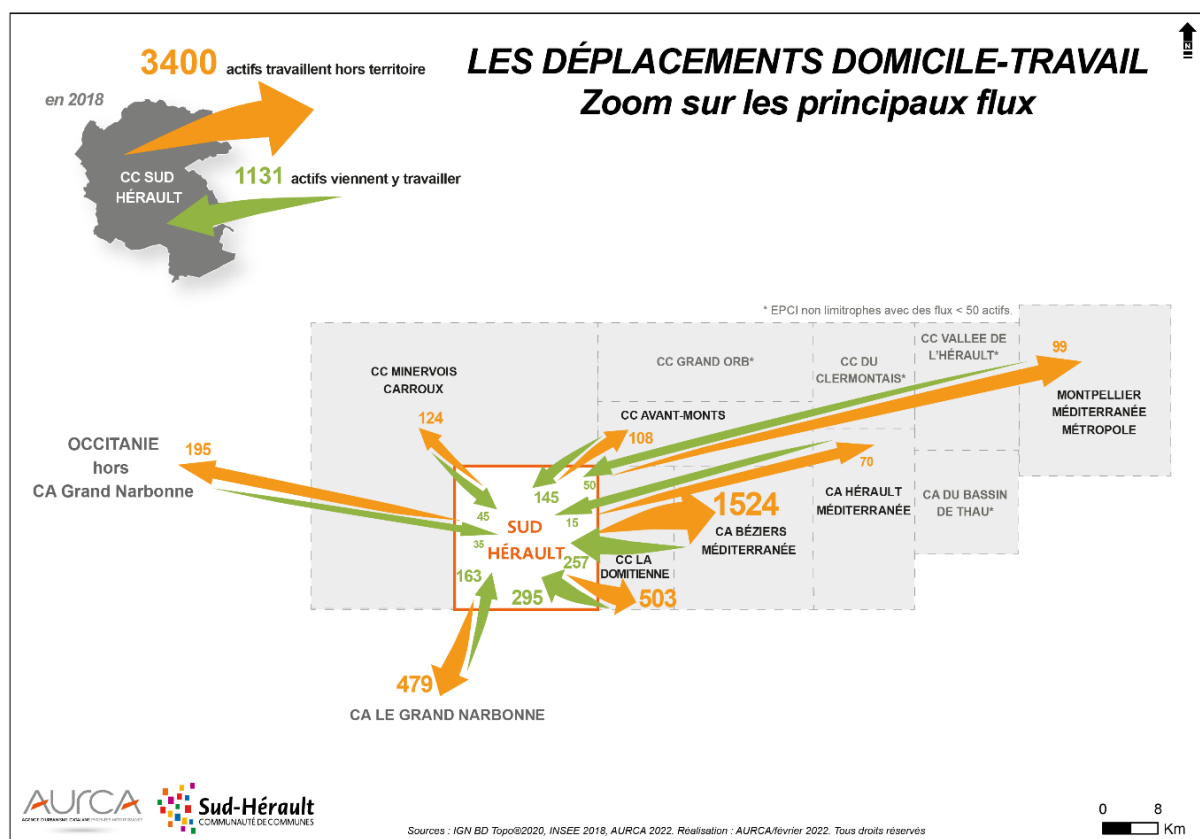 LES DÉPLACEMENTS DOMICILE-TRAVAIL
Zoom sur les principaux flux
N
3400 actifs travaillent hors territoire
en 2018
CC SUD
HÉRAULT
1131 actifs viennent y travailler
* EPCI non limitrophes avec des flux < 50 actifs.
CC MINERVOIS
CARROUX
124
CC GRAND ORB*
CC DU
CLERMONTAIS*
CC VALLEE DE
L'HÉRAULT*
99
MONTPELLIER
MÉDITERRANÉE
MÉTROPOLE
CC AVANT-MONTS
108
OCCITANIE
hors
CA Grand Narbonne
195
70
CA HÉRAULT
MÉDITERRANÉE
CA DU BASSIN
DE THAU*
50
145
45
15
35
SUD
HÉRAULT
1524
CA BÉZIERS
MÉDITERRANÉE
257
163
295
CC LA
DOMITIENNE
503
479
CA LE GRAND NARBONNE
AURCA
AGENCE D'URBANISME CATALANE PYRÉNÉES MÉDITERRANÉES
Sud-Hérault
COMMUNAUTÉ DE COMMUNES
Sources : IGN BD Topo®2020, INSEE 2018, AURCA 2022. Réalisation : AURCA/février 2022. Tous droits réservés
0 8
Km